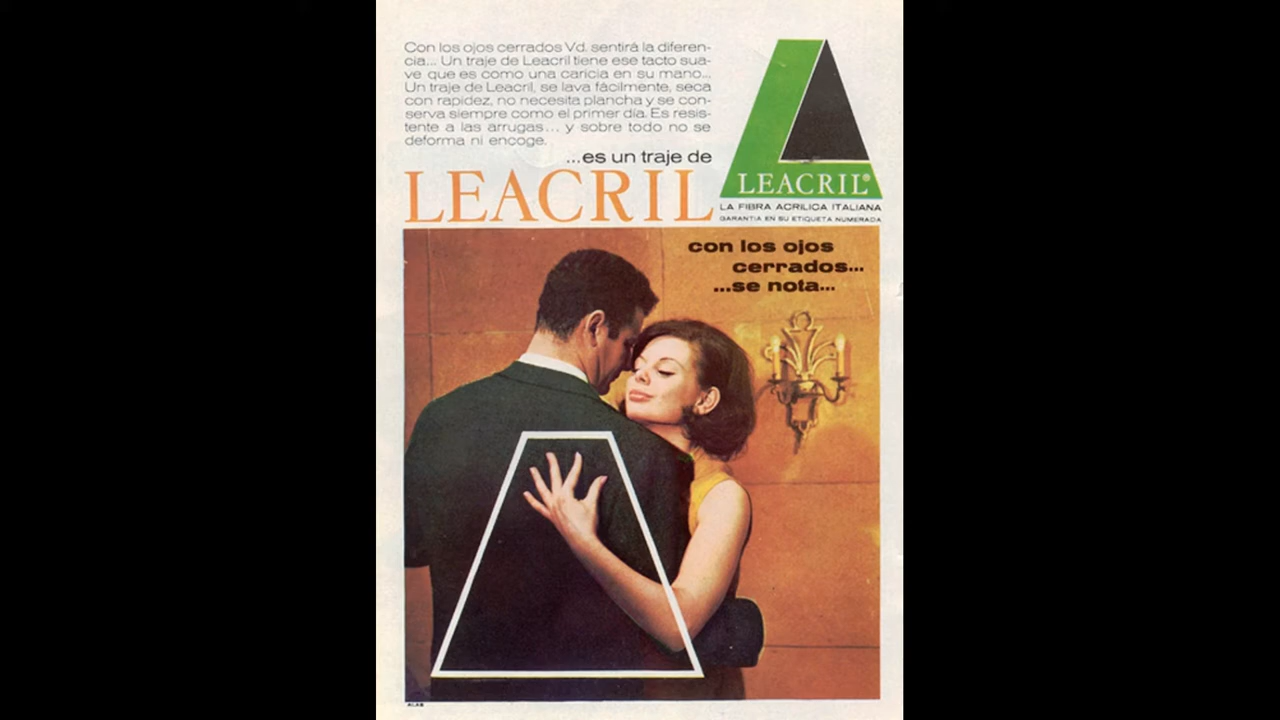 Con los ojos cerrados Vd. sentirá la diferen-
cia... Un traje de Leacril tiene ese tacto sua-
ve que es como una caricia en su mano...
Un traje de Leacril, se lava fácilmente, seca
con rapidez, no necesita plancha y se con-
serva siempre como el primer día. Es resis-
tente a las arrugas... y sobre todo no se
deforma ni encoge.
...es un traje de
LEACRIL
LEACRIL®
LA FIBRA ACRILICA ITALIANA
GARANTIA EN SU ETIQUETA NUMERADA
con los ojos
cerrados...
...se nota...
ALAS